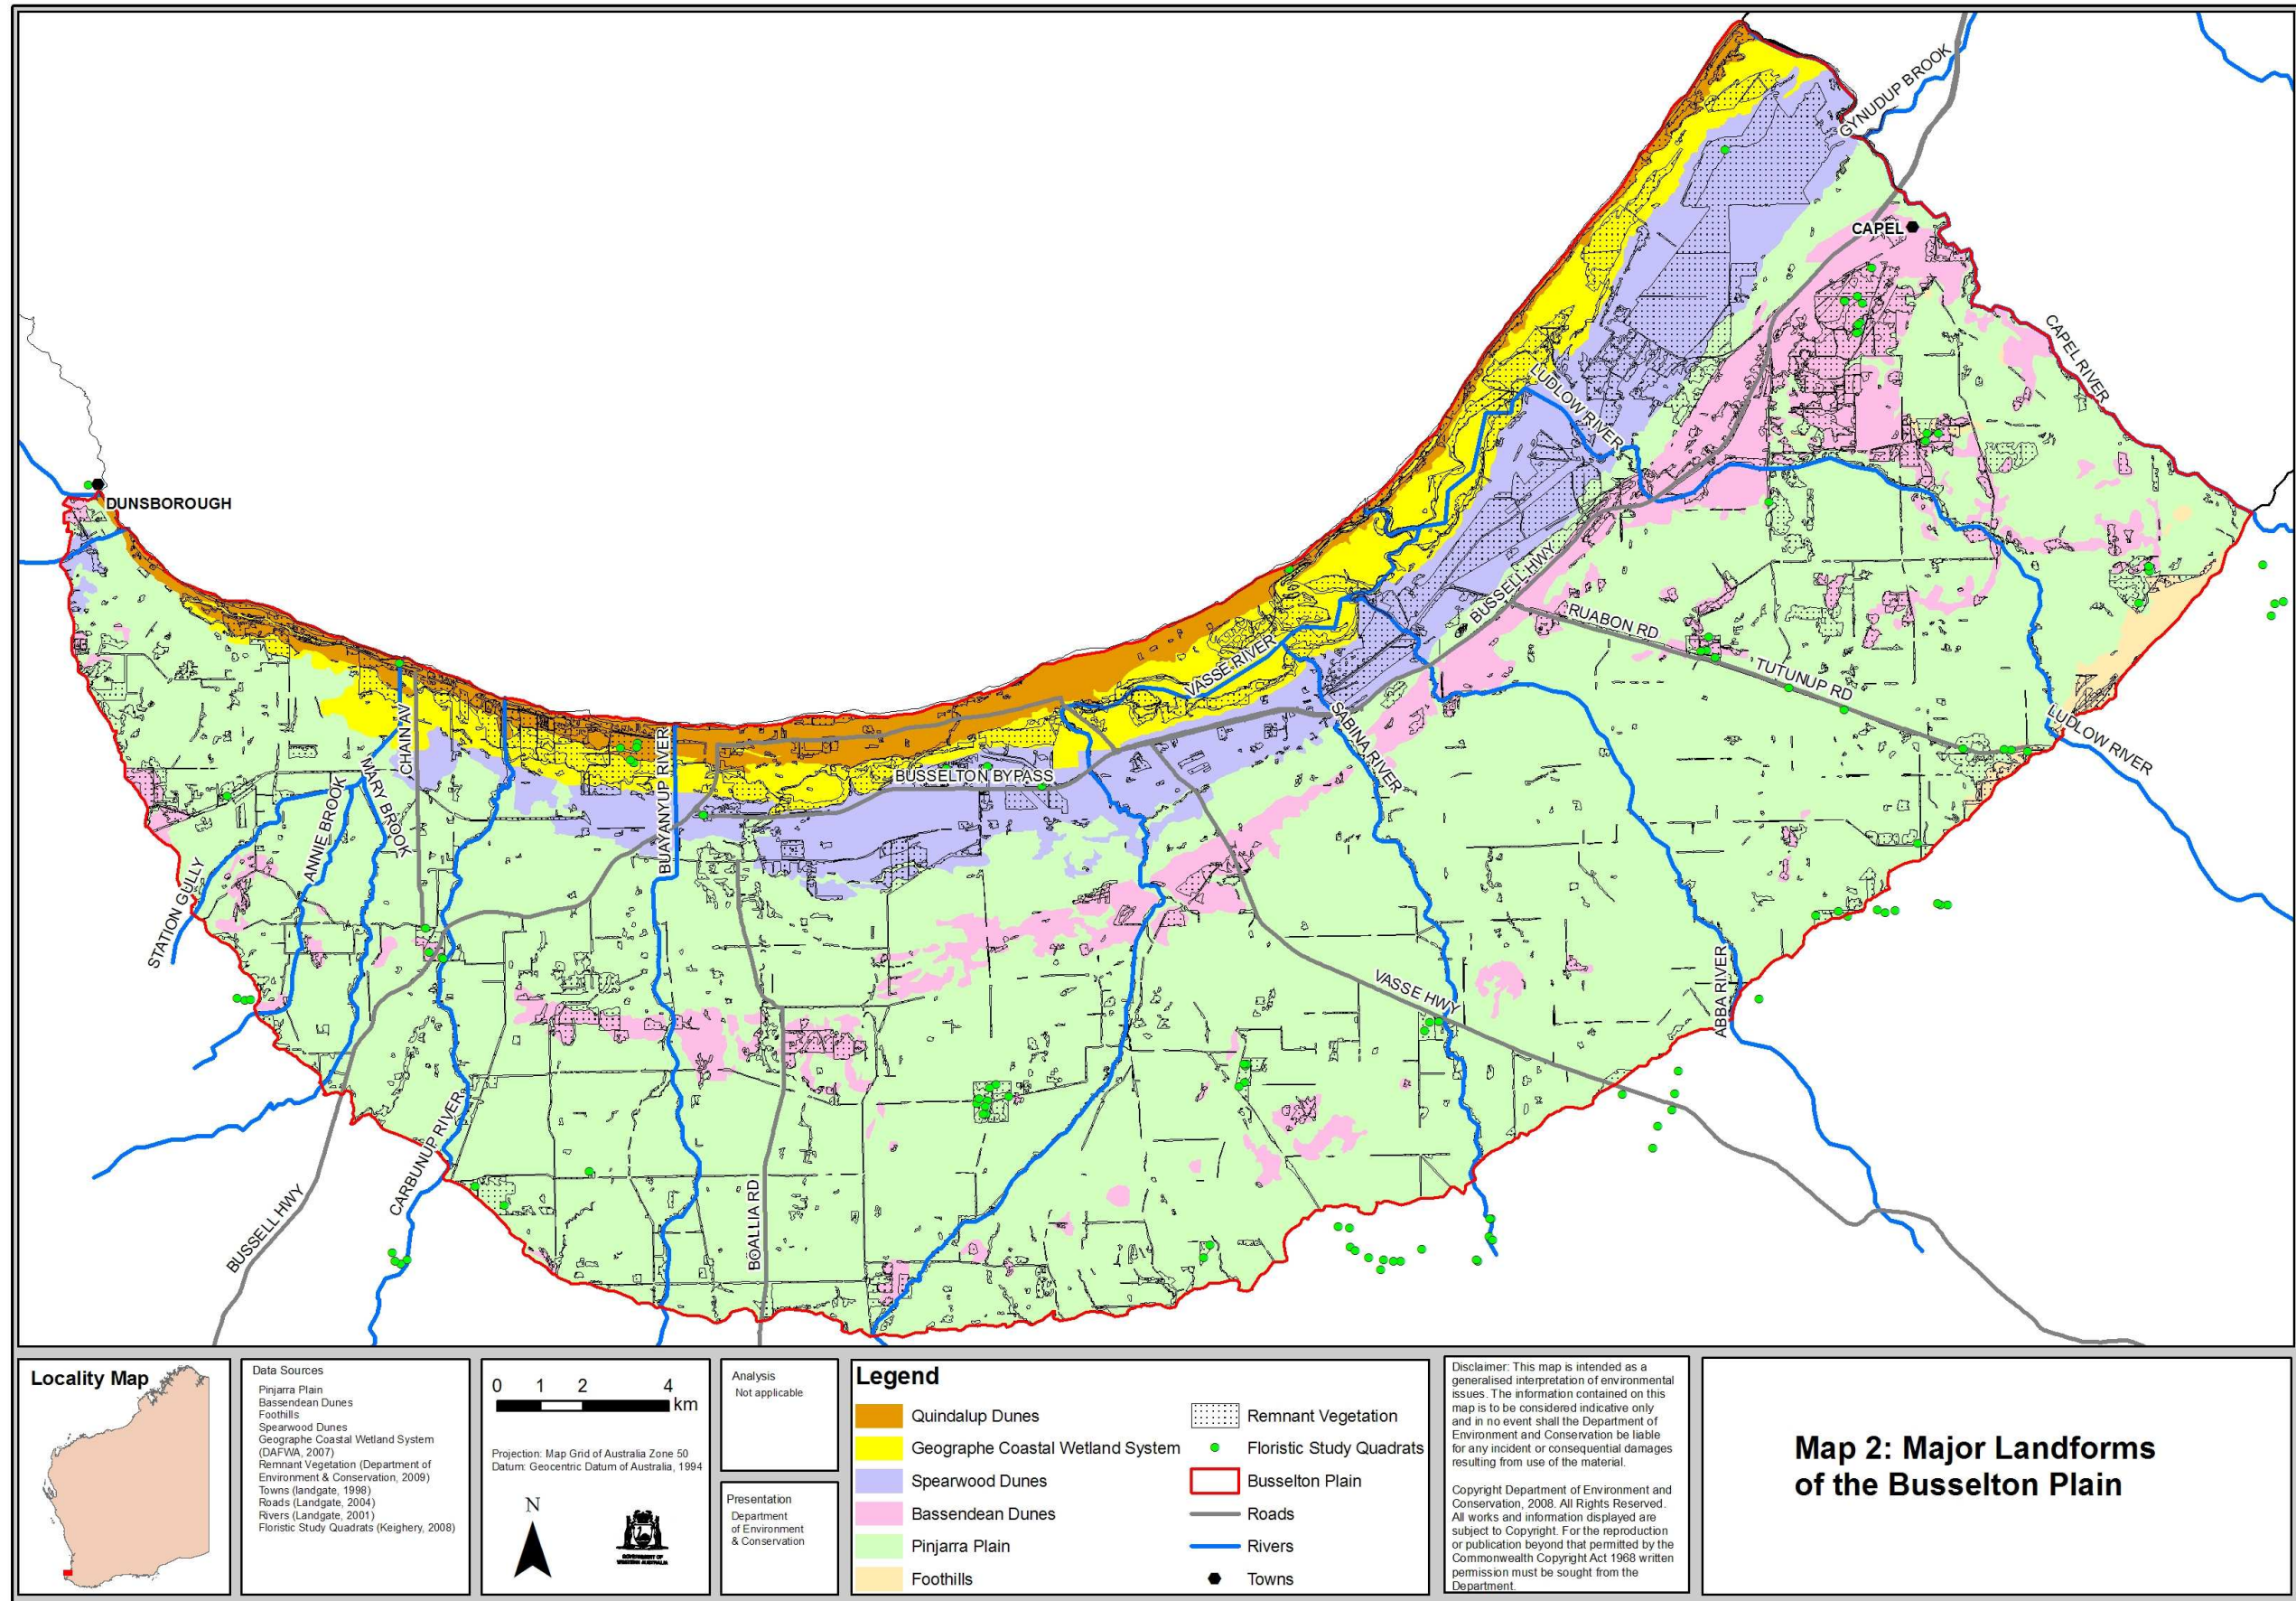 GYNUDUP BROOK
CAPEL
CAPEL RIVER
LUDLOW RIVER
DUNSBOROUGH
BUSSELL HWY
RUABON RD
TUTUNUP RD
VASSE RIVER
LUDLOW RIVER
SABINA RIVER
CHAIN AV
BUAYANYUP RIVER
BUSSELTON BYPASS
MARY BROOK
ANNIE BROOK
STATION GULLY
VASSE HWY
ABBA RIVER
CARBUNUP RIVER
BUSSELL HWY
BOALLIA RD
Locality Map
Data Sources
Pinjarra Plain
Bassendean Dunes
Foothills
Spearwood Dunes
Geographe Coastal Wetland System
(DAFWA, 2007)
Remnant Vegetation (Department of
Environment & Conservation, 2009)
Towns (landgate, 1998)
Roads (Landgate, 2004)
Rivers (Landgate, 2001)
Floristic Study Quadrats (Keighery, 2008)
0 1 2 4
km
Projection: Map Grid of Australia Zone 50
Datum: Geocentric Datum of Australia, 1994
N
GOVERNMENT OF
WESTERN AUSTRALIA
Analysis
Not applicable
Presentation
Department
of Environment
& Conservation
Legend
Quindalup Dunes
Geographe Coastal Wetland System
Spearwood Dunes
Bassendean Dunes
Pinjarra Plain
Foothills
Remnant Vegetation
Floristic Study Quadrats
Busselton Plain
Roads
Rivers
Towns
Disclaimer: This map is intended as a
generalised interpretation of environmental
issues. The information contained on this
map is to be considered indicative only
and in no event shall the Department of
Environment and Conservation be liable
for any incident or consequential damages
resulting from use of the material.
Copyright Department of Environment and
Conservation, 2008. All Rights Reserved.
All works and information displayed are
subject to Copyright. For the reproduction
or publication beyond that permitted by the
Commonwealth Copyright Act 1968 written
permission must be sought from the
Department.
Map 2: Major Landforms
of the Busselton Plain